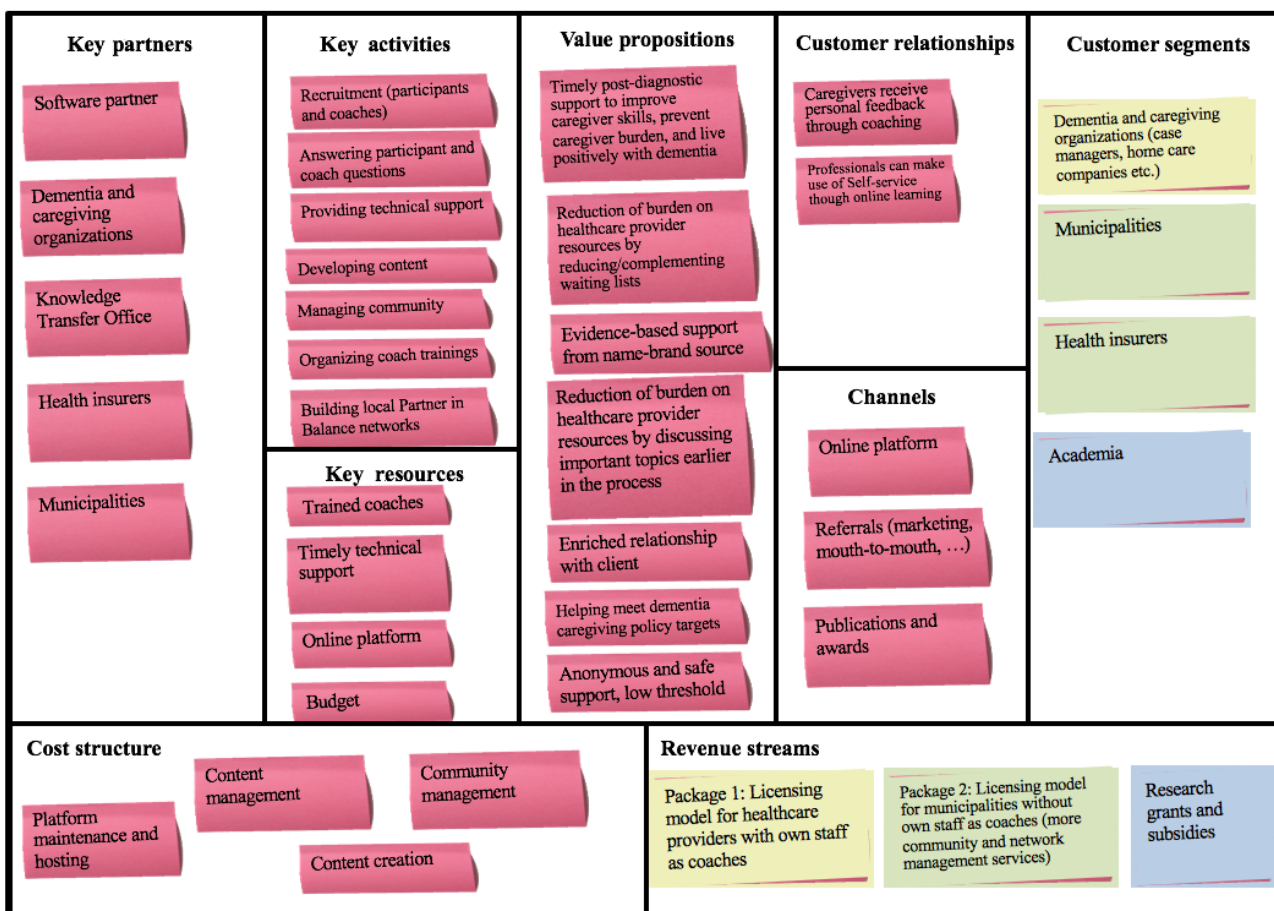 Key partners
Software partner
Dementia and
caregiving
organizations
Knowledge
Transfer Office
Health insurers
Municipalities
Key activities
Recruitment (participants
and coaches)
Answering participant and
coach questions
Providing technical support
Developing content
Managing community
Organizing coach trainings
Building local Partner in
Balance networks
Key resources
Trained coaches
Timely technical
support
Online platform
Budget
Value propositions
Timely post-diagnostic
support to improve
caregiver skills, prevent
caregiver burden, and live
positively with dementia
Reduction of burden on
healthcare provider
resources by
reducing/complementing
waiting lists
Evidence-based support
from name-brand source
Reduction of burden on
healthcare provider
resources by discussing
important topics earlier
in the process
Enriched relationship
with client
Helping meet dementia
caregiving policy targets
Anonymous and safe
support, low threshold
Customer relationships
Caregivers receive
personal feedback
through coaching
Professionals can make
use of Self-service
though online learning
Channels
Online platform
Referrals (marketing,
mouth-to-mouth, …)
Publications and
awards
Customer segments
Dementia and caregiving
organizations (case
managers, home care
companies etc.)
Municipalities
Health insurers
Academia
Cost structure
Platform
maintenance and
hosting
Content
management
Community
management
Content creation
Revenue streams
Package 1: Licensing
model for healthcare
providers with own staff
as coaches
Package 2: Licensing model
for municipalities without
own staff as coaches (more
community and network
management services)
Research
grants and
subsidies